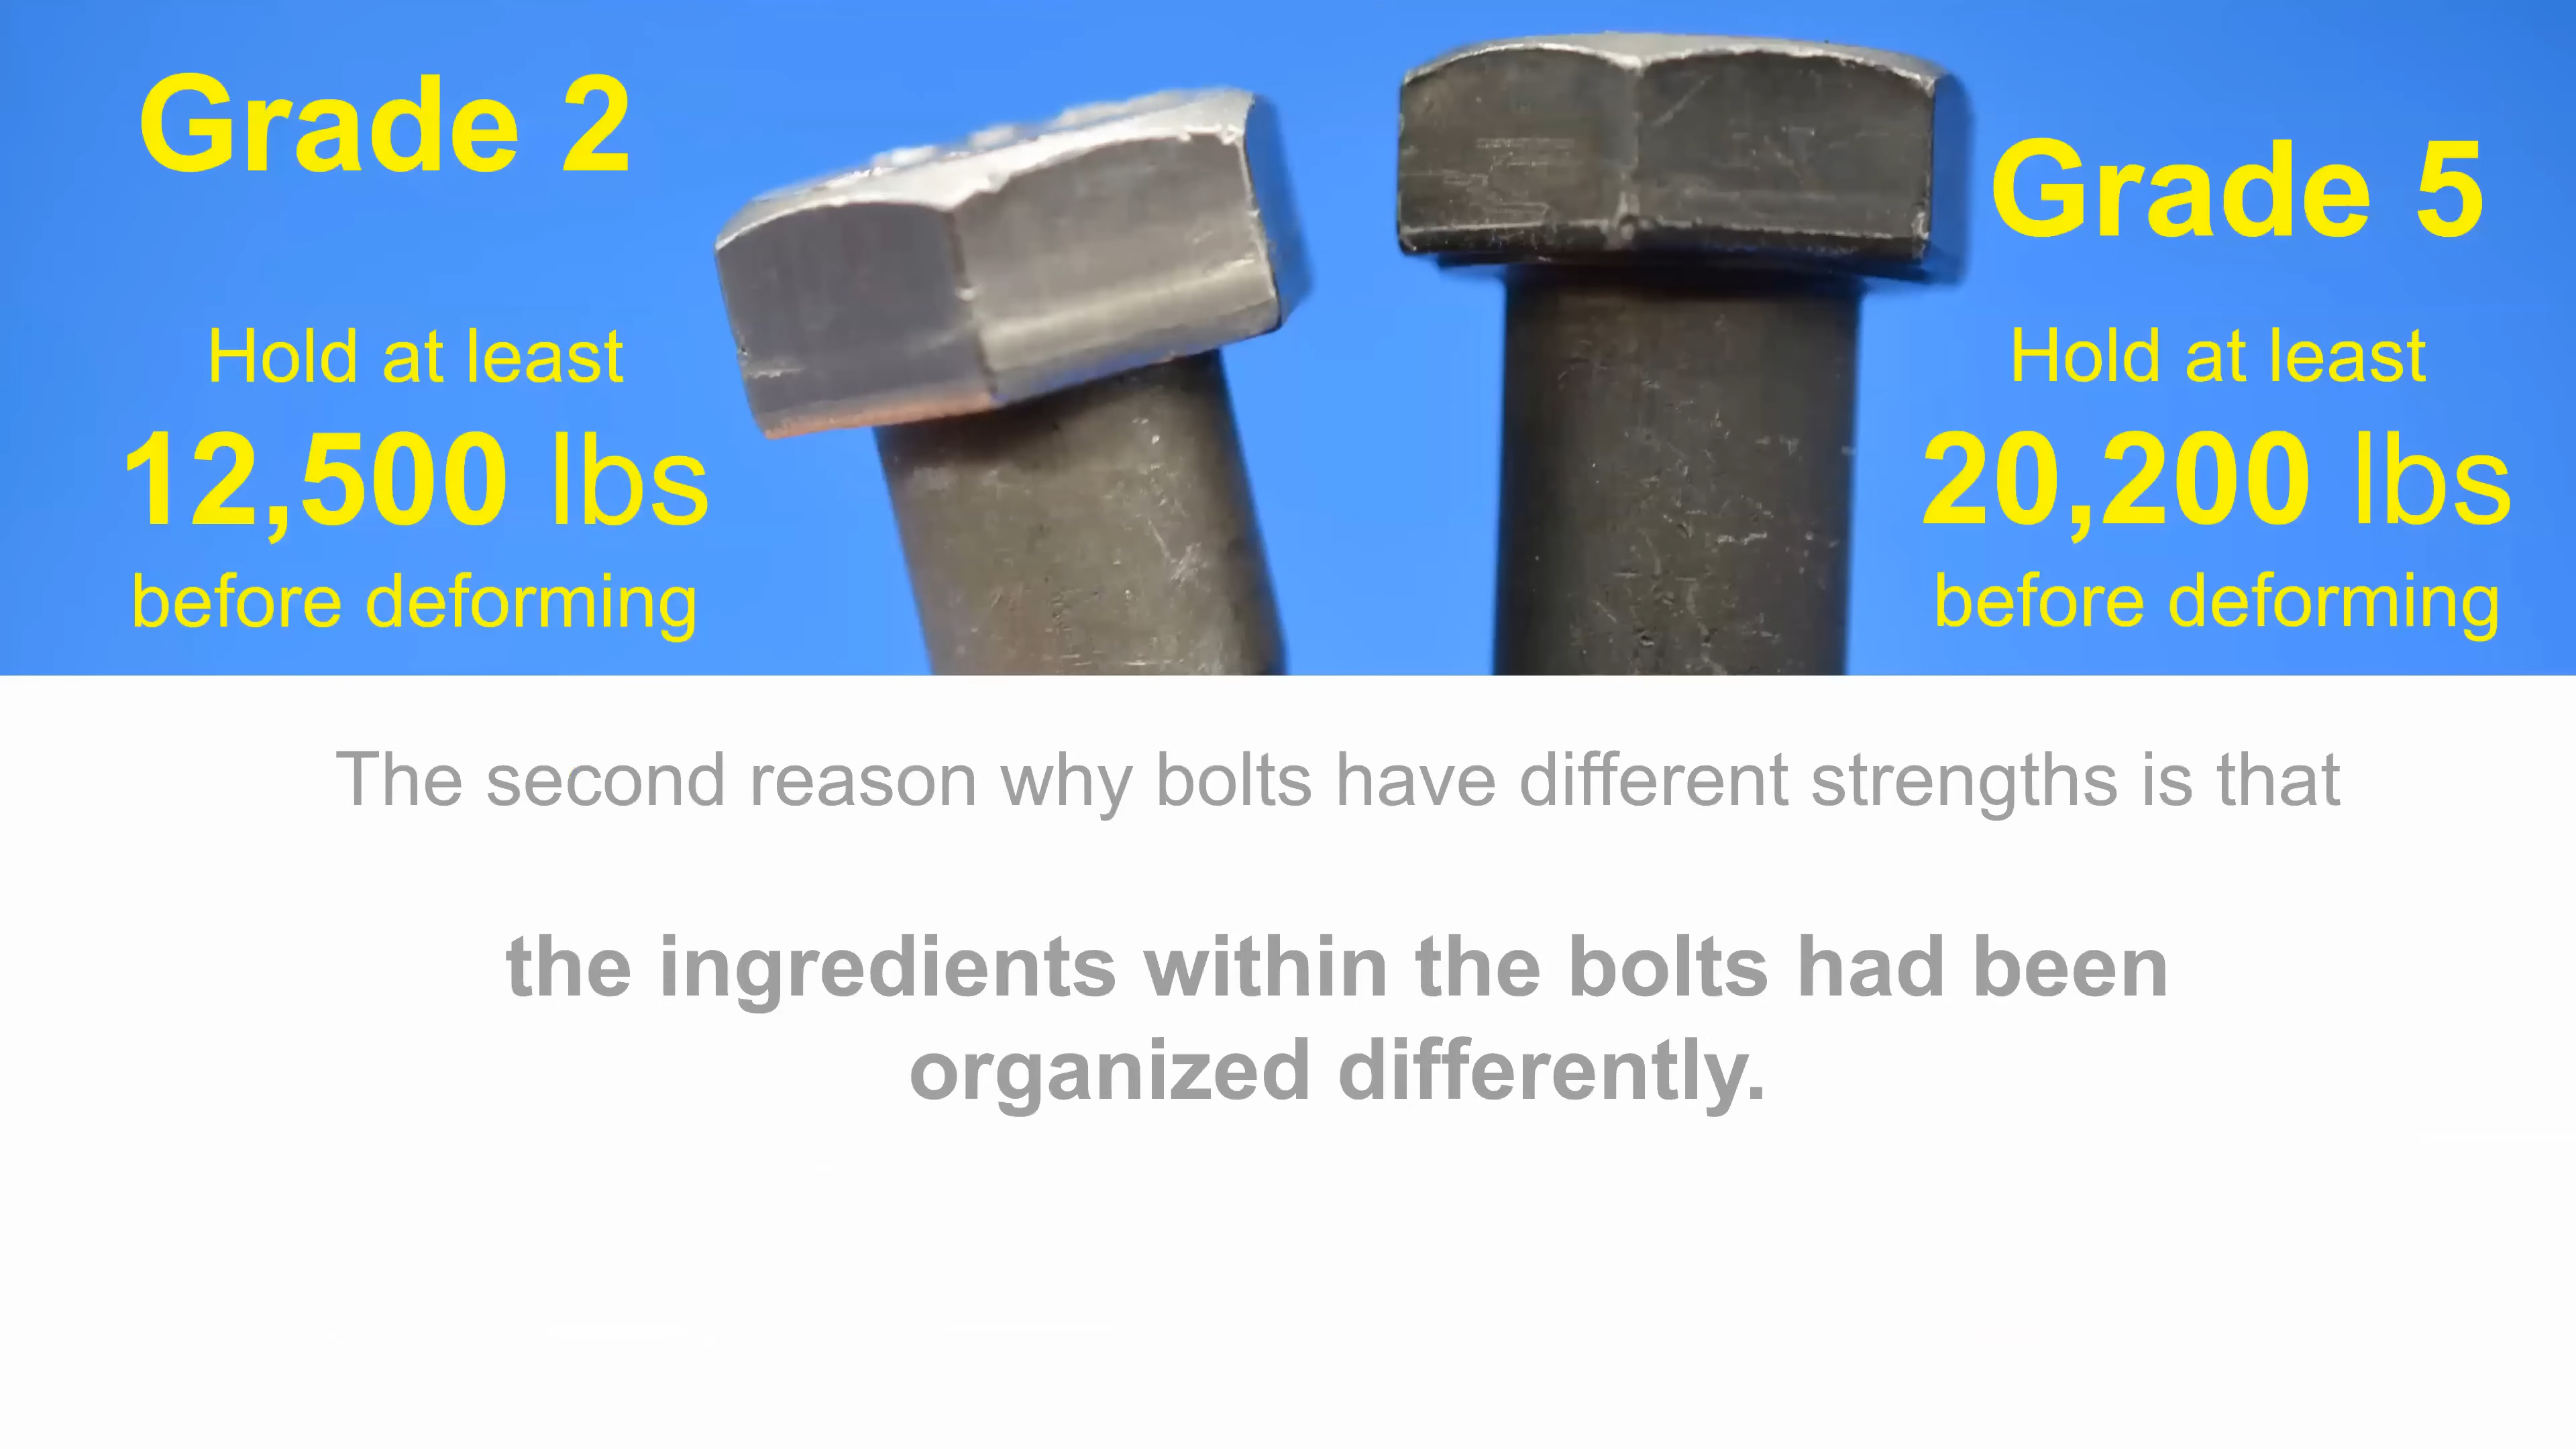 Grade 2
Hold at least
12,500 lbs
before deforming
Grade 5
Hold at least
20,200 lbs
before deforming
The second reason why bolts have different strengths is that
the ingredients within the bolts had been
organized differently.